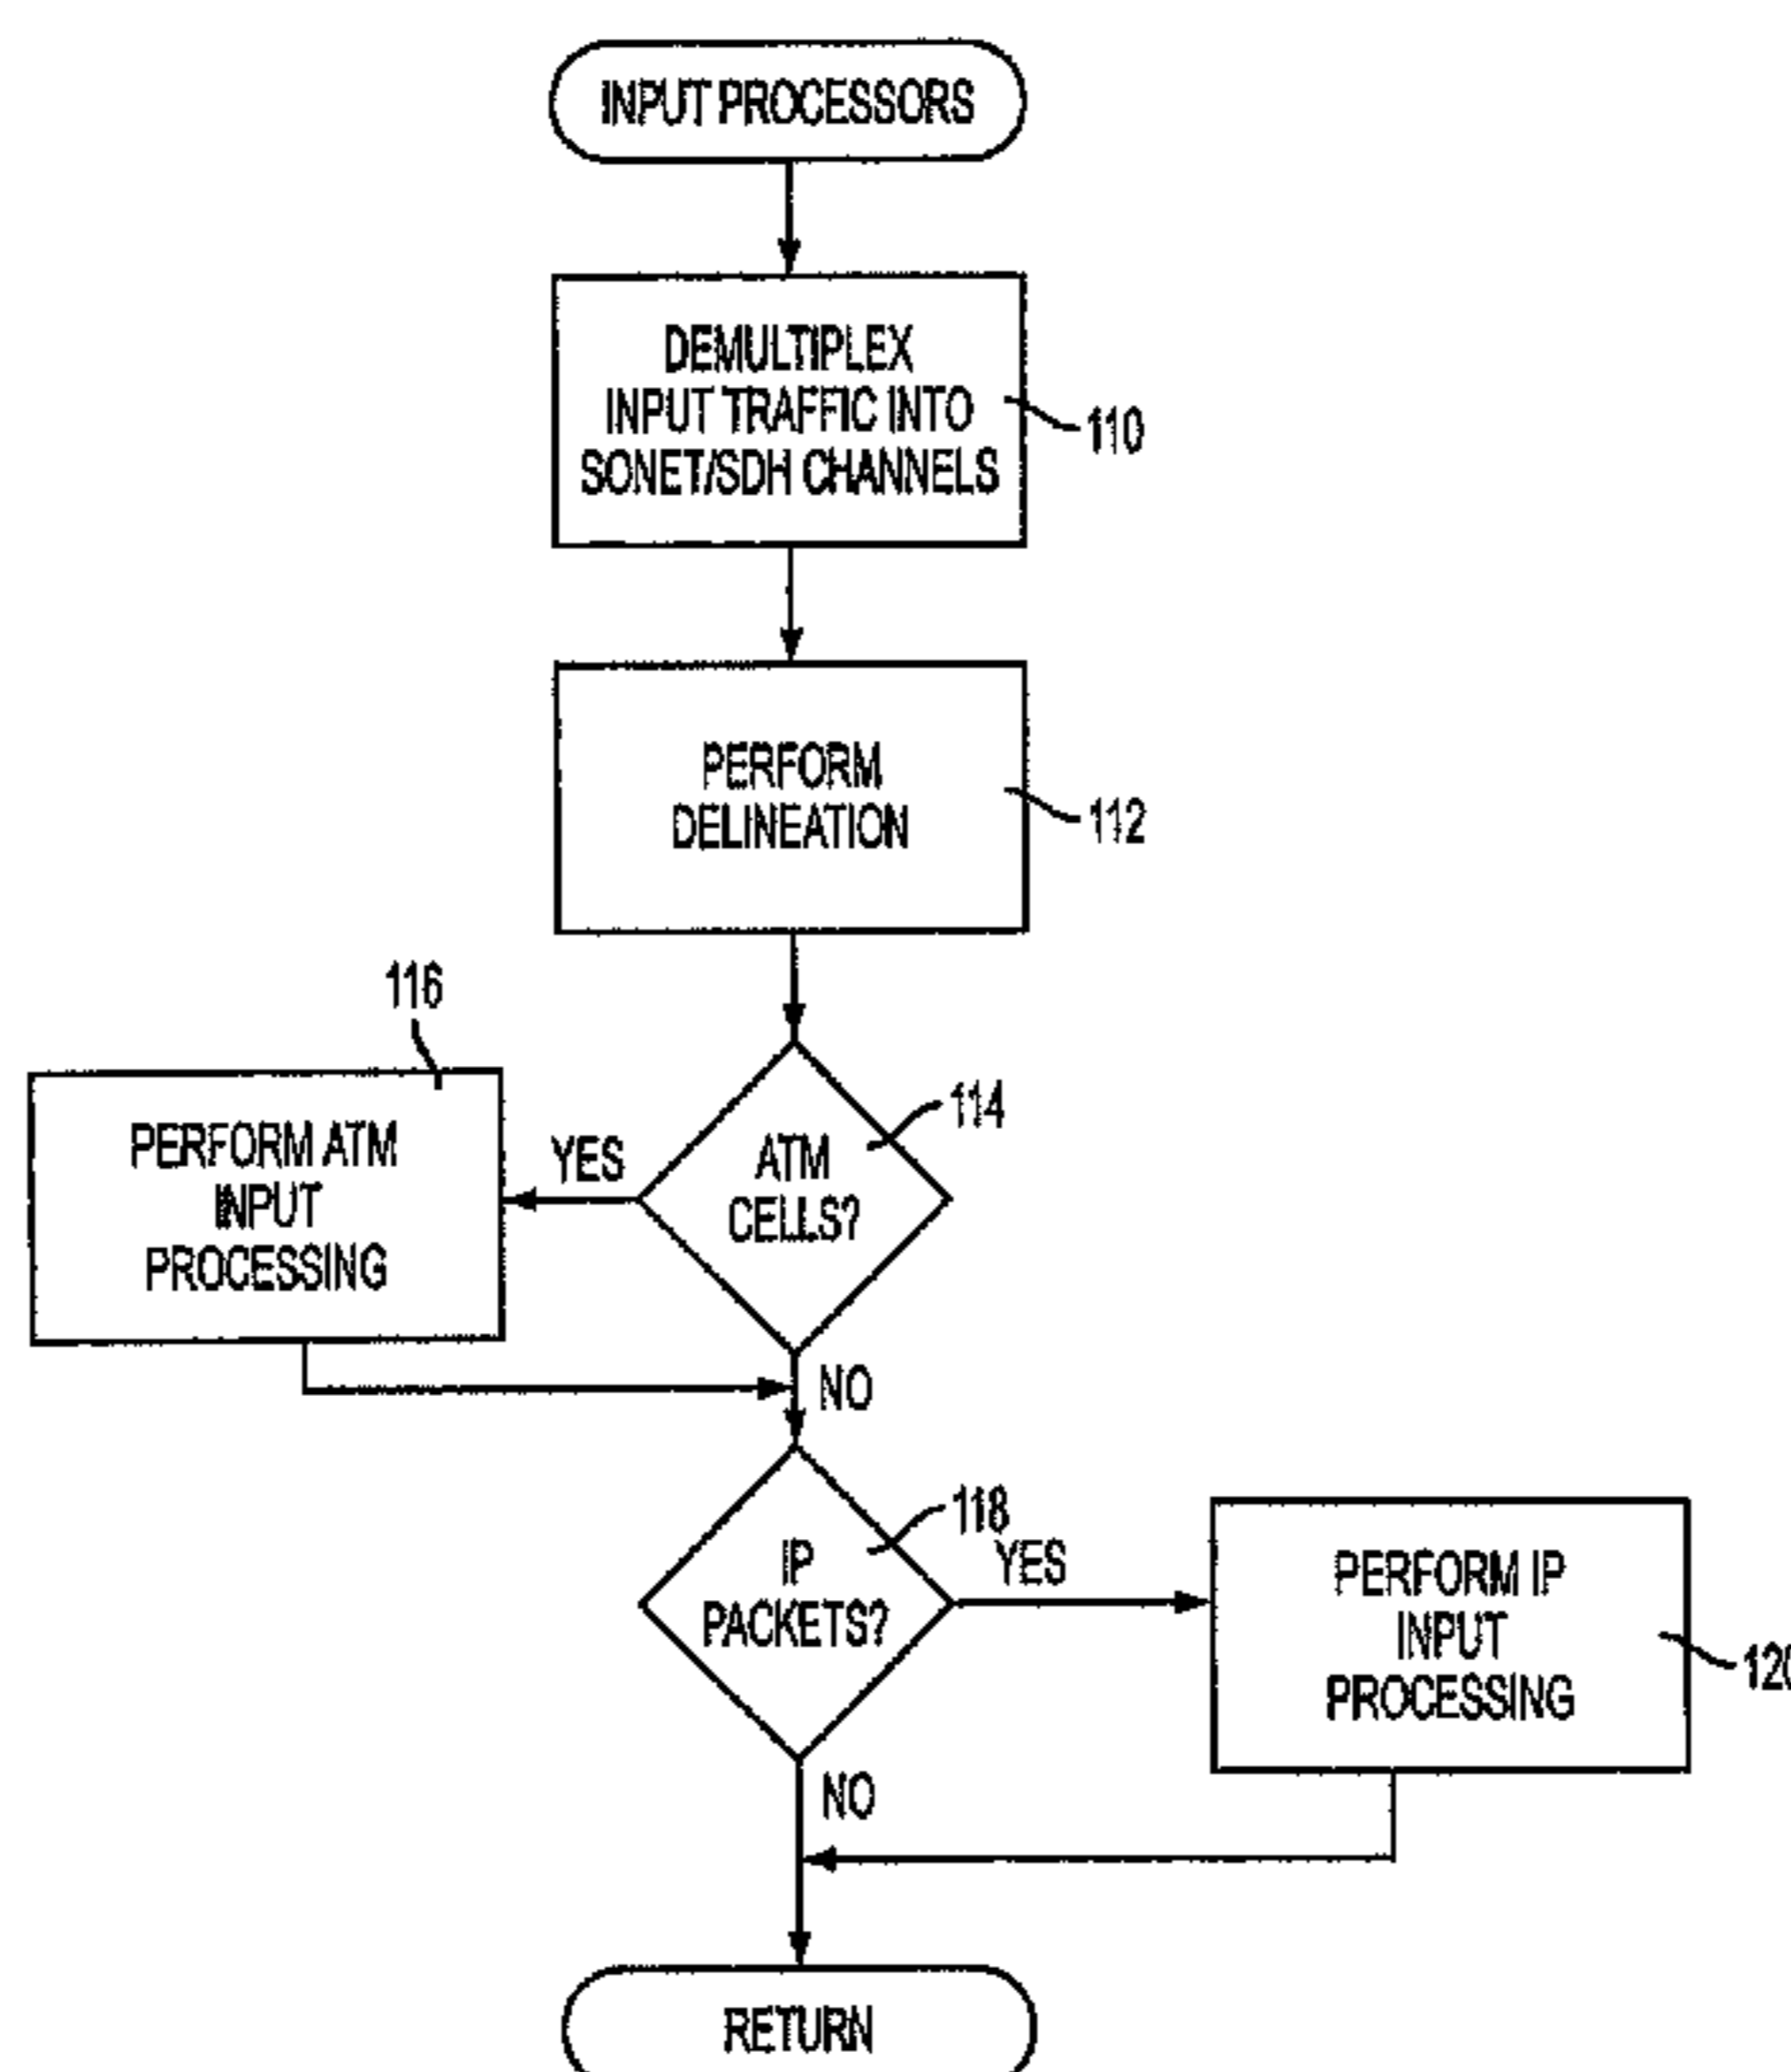 INPUT PROCESSORS
DEMULTIPLEX
INPUT TRAFFIC INTO
SONET/SDH CHANNELS
110
PERFORM
DELINEATION
112
116
PERFORM ATM
INPUT
PROCESSING
YES
ATM
CELLS?
114
NO
118
IP
PACKETS?
YES
PERFORM IP
INPUT
PROCESSING
120
NO
RETURN